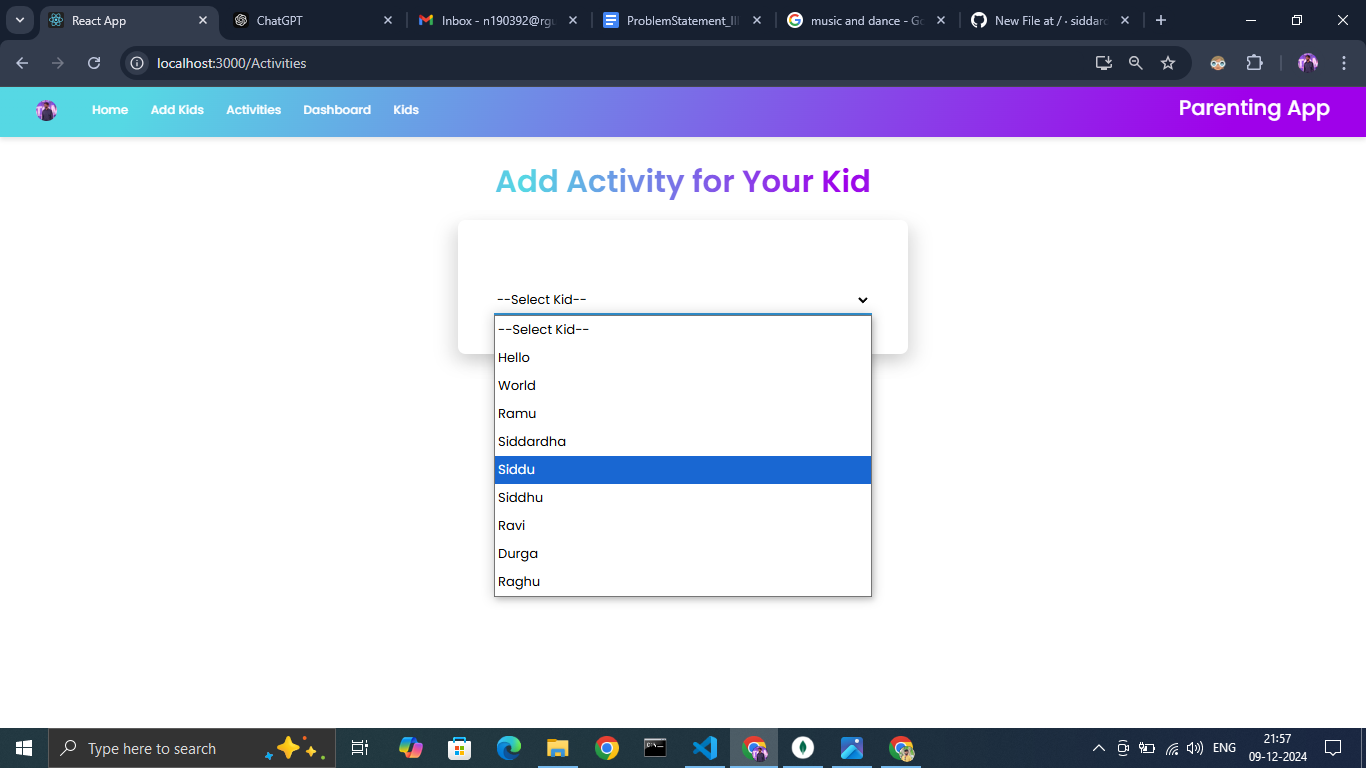 React App
ChatGPT
Inbox - n190392@rgu
ProblemStatement_II
music and dance - Go
New File at / · siddard
localhost:3000/Activities
Home Add Kids Activities Dashboard Kids
Parenting App
Add Activity for Your Kid
--Select Kid--
--Select Kid--
Hello
World
Ramu
Siddardha
Siddu
Siddhu
Ravi
Durga
Raghu
Type here to search
ENG
21:57
09-12-2024